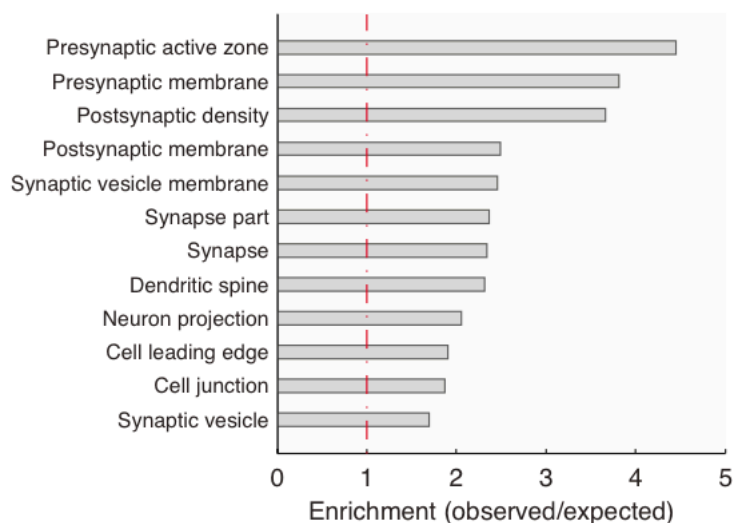 Presynaptic active zone
Presynaptic membrane
Postsynaptic density
Postsynaptic membrane
Synaptic vesicle membrane
Synapse part
Synapse
Dendritic spine
Neuron projection
Cell leading edge
Cell junction
Synaptic vesicle
0 1 2 3 4 5
Enrichment (observed/expected)